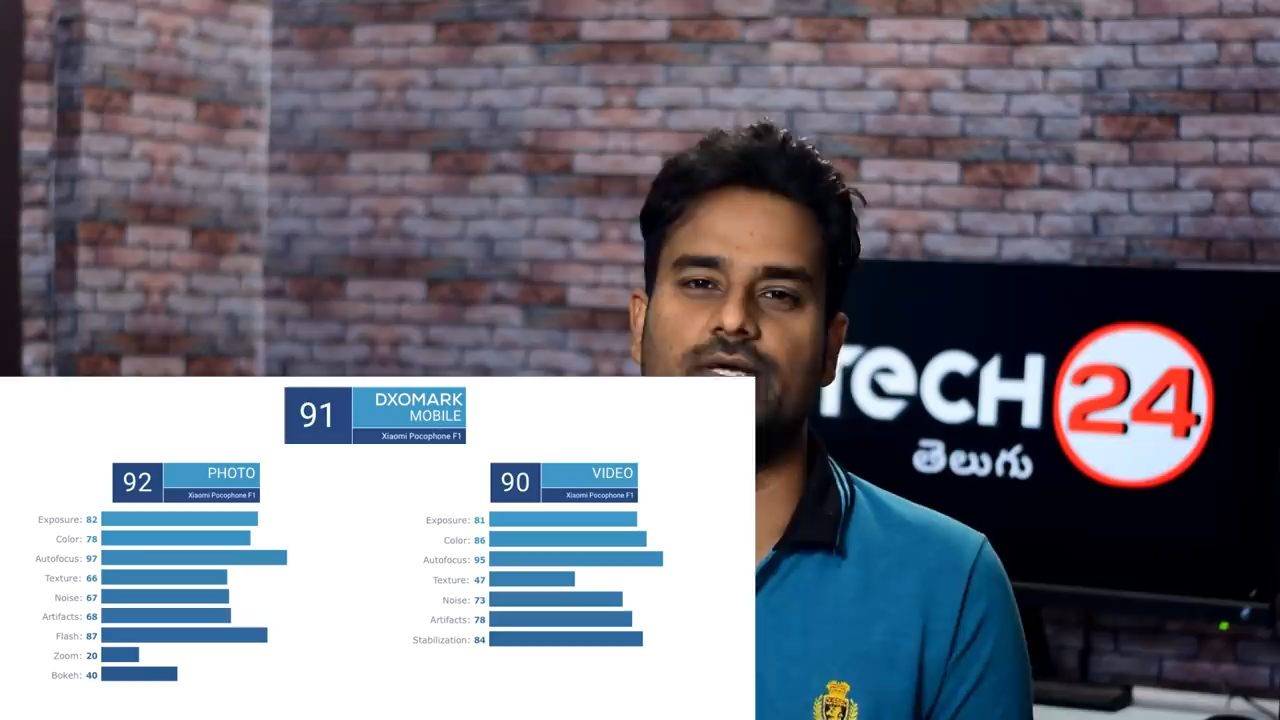 TECH 24
తెలుగు
91
DXOMARK
MOBILE
Xiaomi Pocophone F1
92
PHOTO
Xiaomi Pocophone F1
Exposure: 82
Color: 78
Autofocus: 97
Texture: 66
Noise: 67
Artifacts: 68
Flash: 87
Zoom: 20
Bokeh: 40
90
VIDEO
Xiaomi Pocophone F1
Exposure: 81
Color: 86
Autofocus: 95
Texture: 47
Noise: 73
Artifacts: 78
Stabilization: 84